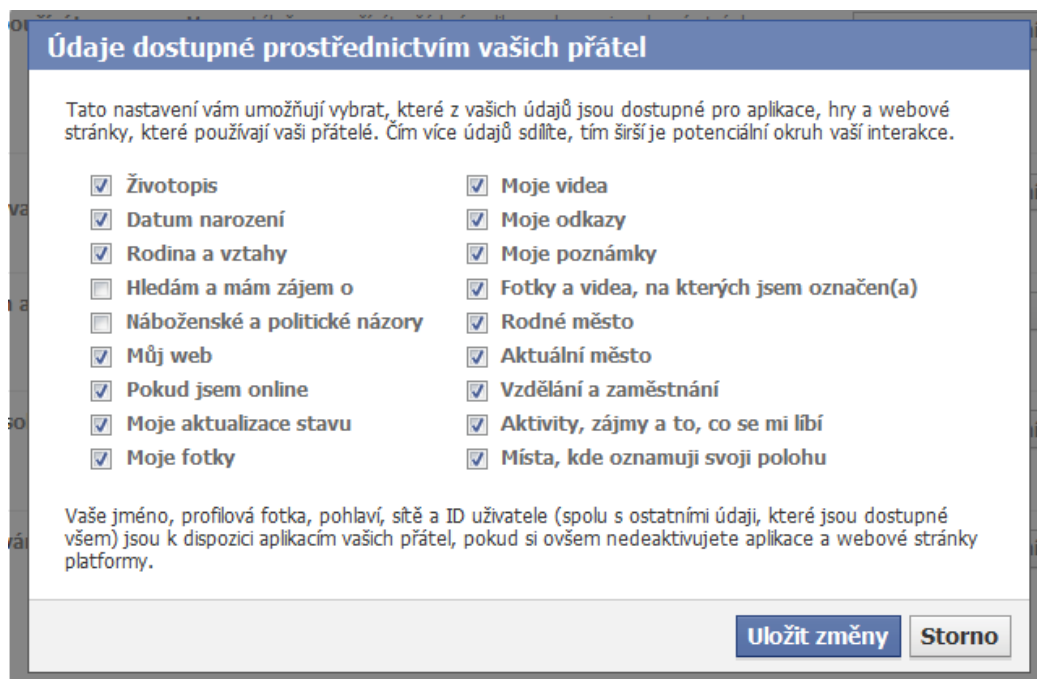 Údaje dostupné prostřednictvím vašich přátel
Tato nastavení vám umožňují vybrat, které z vašich údajů jsou dostupné pro aplikace, hry a webové
stránky, které používají vaši přátelé. Čím více údajů sdílíte, tím širší je potenciální okruh vaší interakce.
Životopis
Datum narození
Rodina a vztahy
Hledám a mám zájem o
Náboženské a politické názory
Můj web
Pokud jsem online
Moje aktualizace stavu
Moje fotky
Moje videa
Moje odkazy
Moje poznámky
Fotky a videa, na kterých jsem označen(a)
Rodné město
Aktuální město
Vzdělání a zaměstnání
Aktivity, zájmy a to, co se mi líbí
Místa, kde oznamuji svoji polohu
Vaše jméno, profilová fotka, pohlaví, sítě a ID uživatele (spolu s ostatními údaji, které jsou dostupné
všem) jsou k dispozici aplikacím vašich přátel, pokud si ovšem nedeaktivujete aplikace a webové stránky
platformy.
Uložit změny
Storno